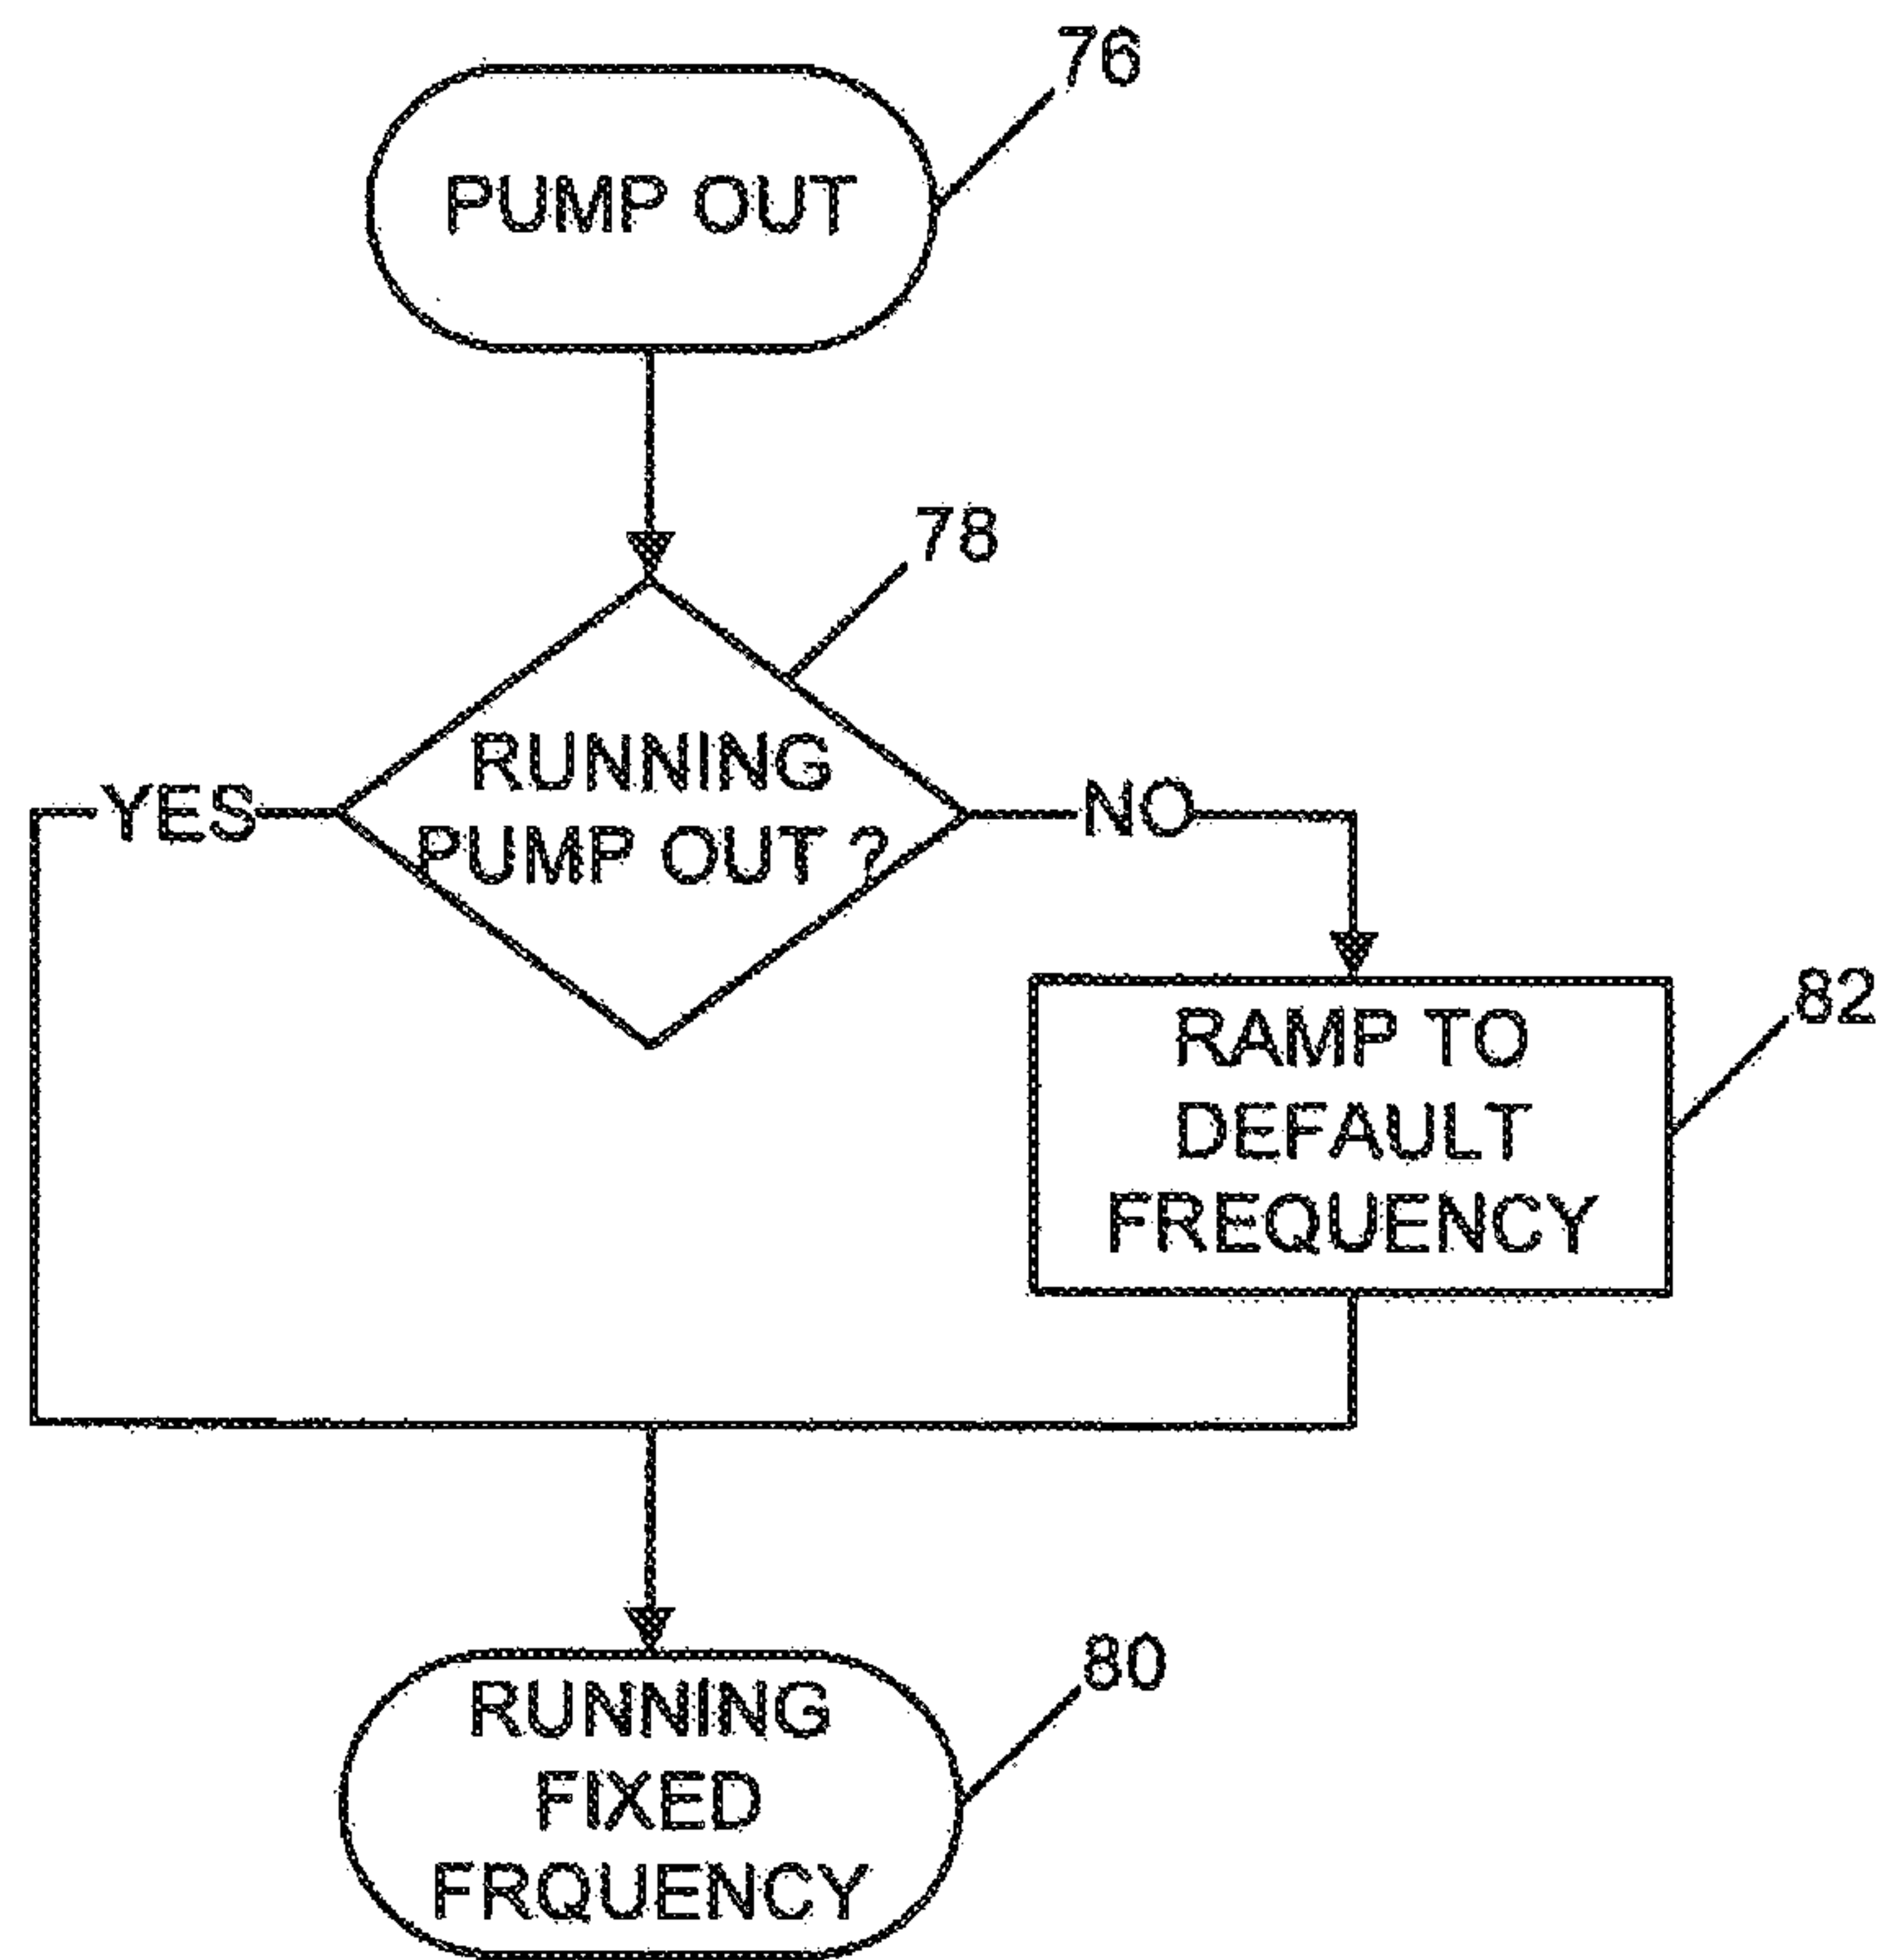 76
PUMP OUT
78
RUNNING
PUMP OUT ?
YES
NO
82
RAMP TO
DEFAULT
FREQUENCY
80
RUNNING
FIXED
FRQUENCY